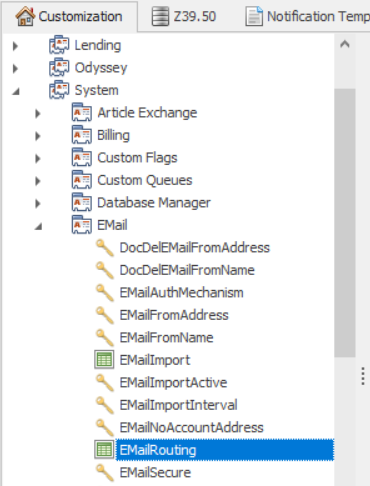 Customization Z39.50 Notification Temp
Lending
Odyssey
System
Article Exchange
Billing
Custom Flags
Custom Queues
Database Manager
EMail
DocDelEMailFromAddress
DocDelEMailFromName
EMailAuthMechanism
EMailFromAddress
EMailFromName
EMailImport
EMailImportActive
EMailImportInterval
EMailNoAccountAddress
EMailRouting
EMailSecure